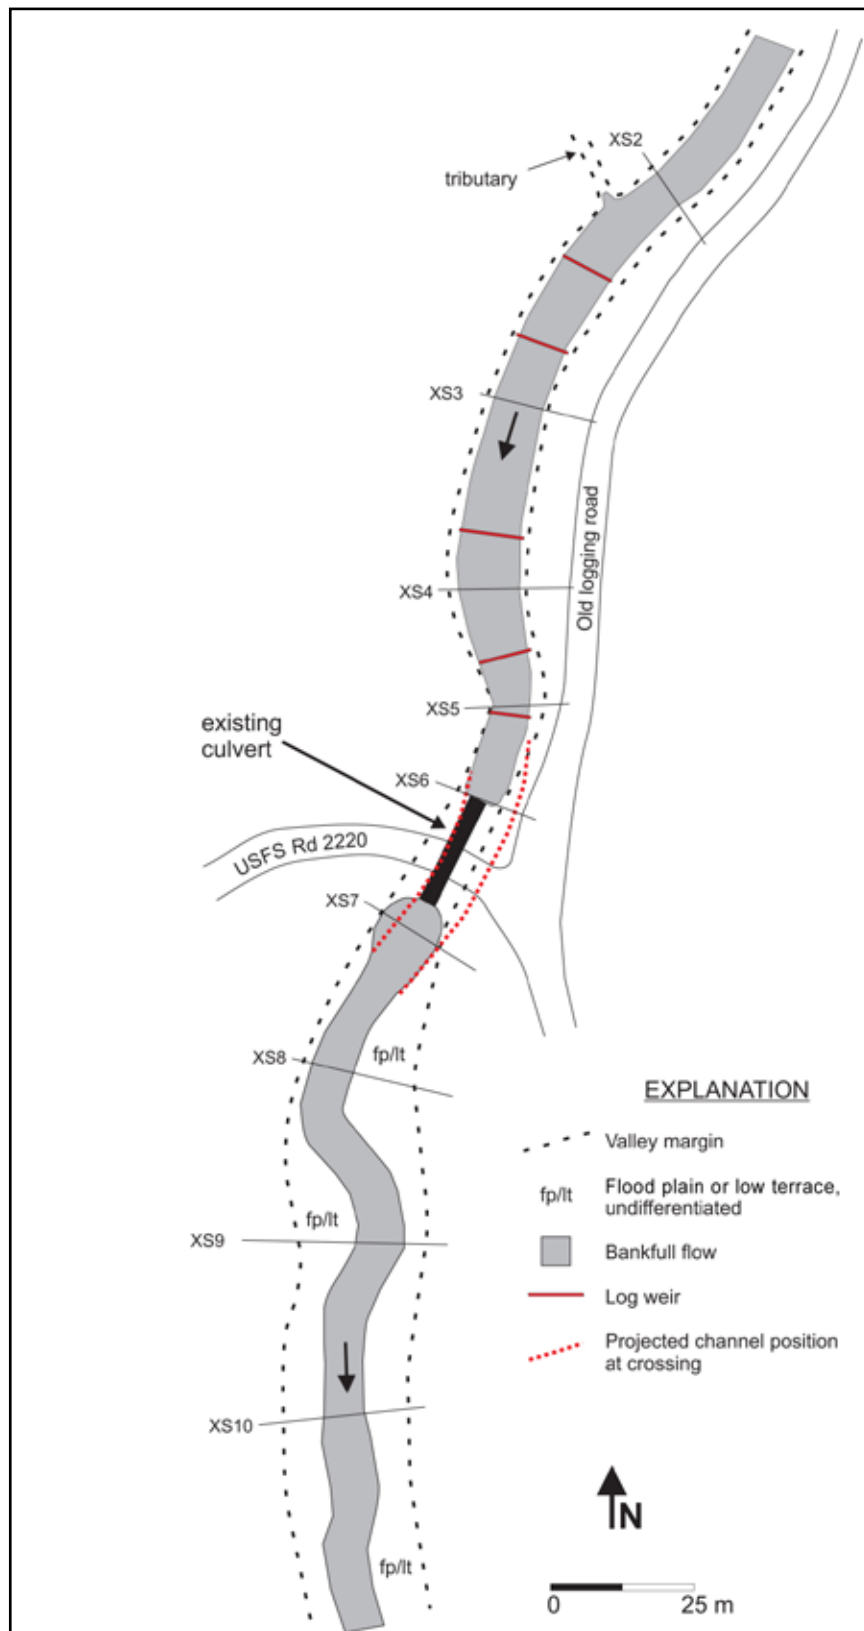 XS2
tributary
XS3
Old logging road
XS4
XS5
existing
culvert
XS6
USFS Rd 2220
XS7
XS8
fp/lt
EXPLANATION
Valley margin
fp/lt
Flood plain or low terrace,
undifferentiated
fp/lt
XS9
Bankfull flow
Log weir
Projected channel position
at crossing
XS10
N
fp/lt
0
25 m